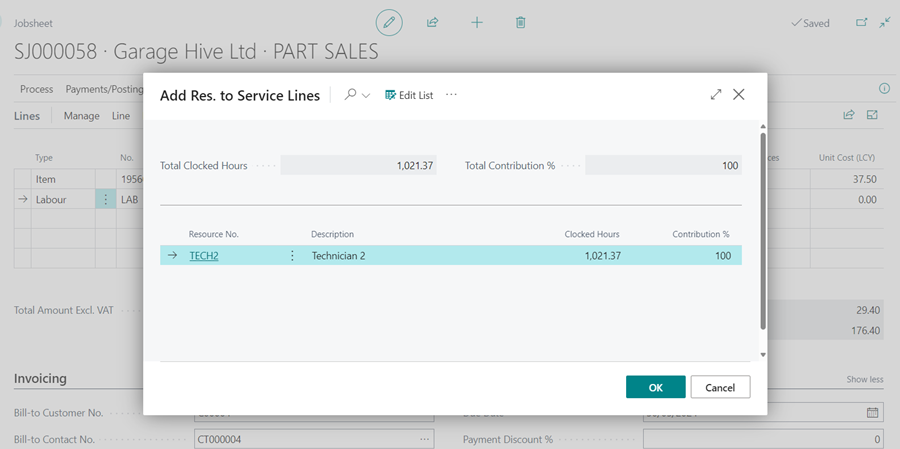 Jobsheet
Saved
SJ000058 · Garage Hive Ltd · PART SALES
Process Payments/Posting
Lines Manage Line
Add Res. to Service Lines
Edit List ···
Total Clocked Hours 1,021.37 Total Contribution % 100
Type No. Unit Cost (LCY)
Item 37.50
Labour LAB 0.00
Resource No. Description Clocked Hours Contribution %
TECH2 Technician 2 1,021.37 100
Total Amount Excl. VAT 29.40
176.40
OK Cancel
Invoicing Show less
Bill-to Customer No.
Bill-to Contact No. CT000004 ··· Payment Discount % 0